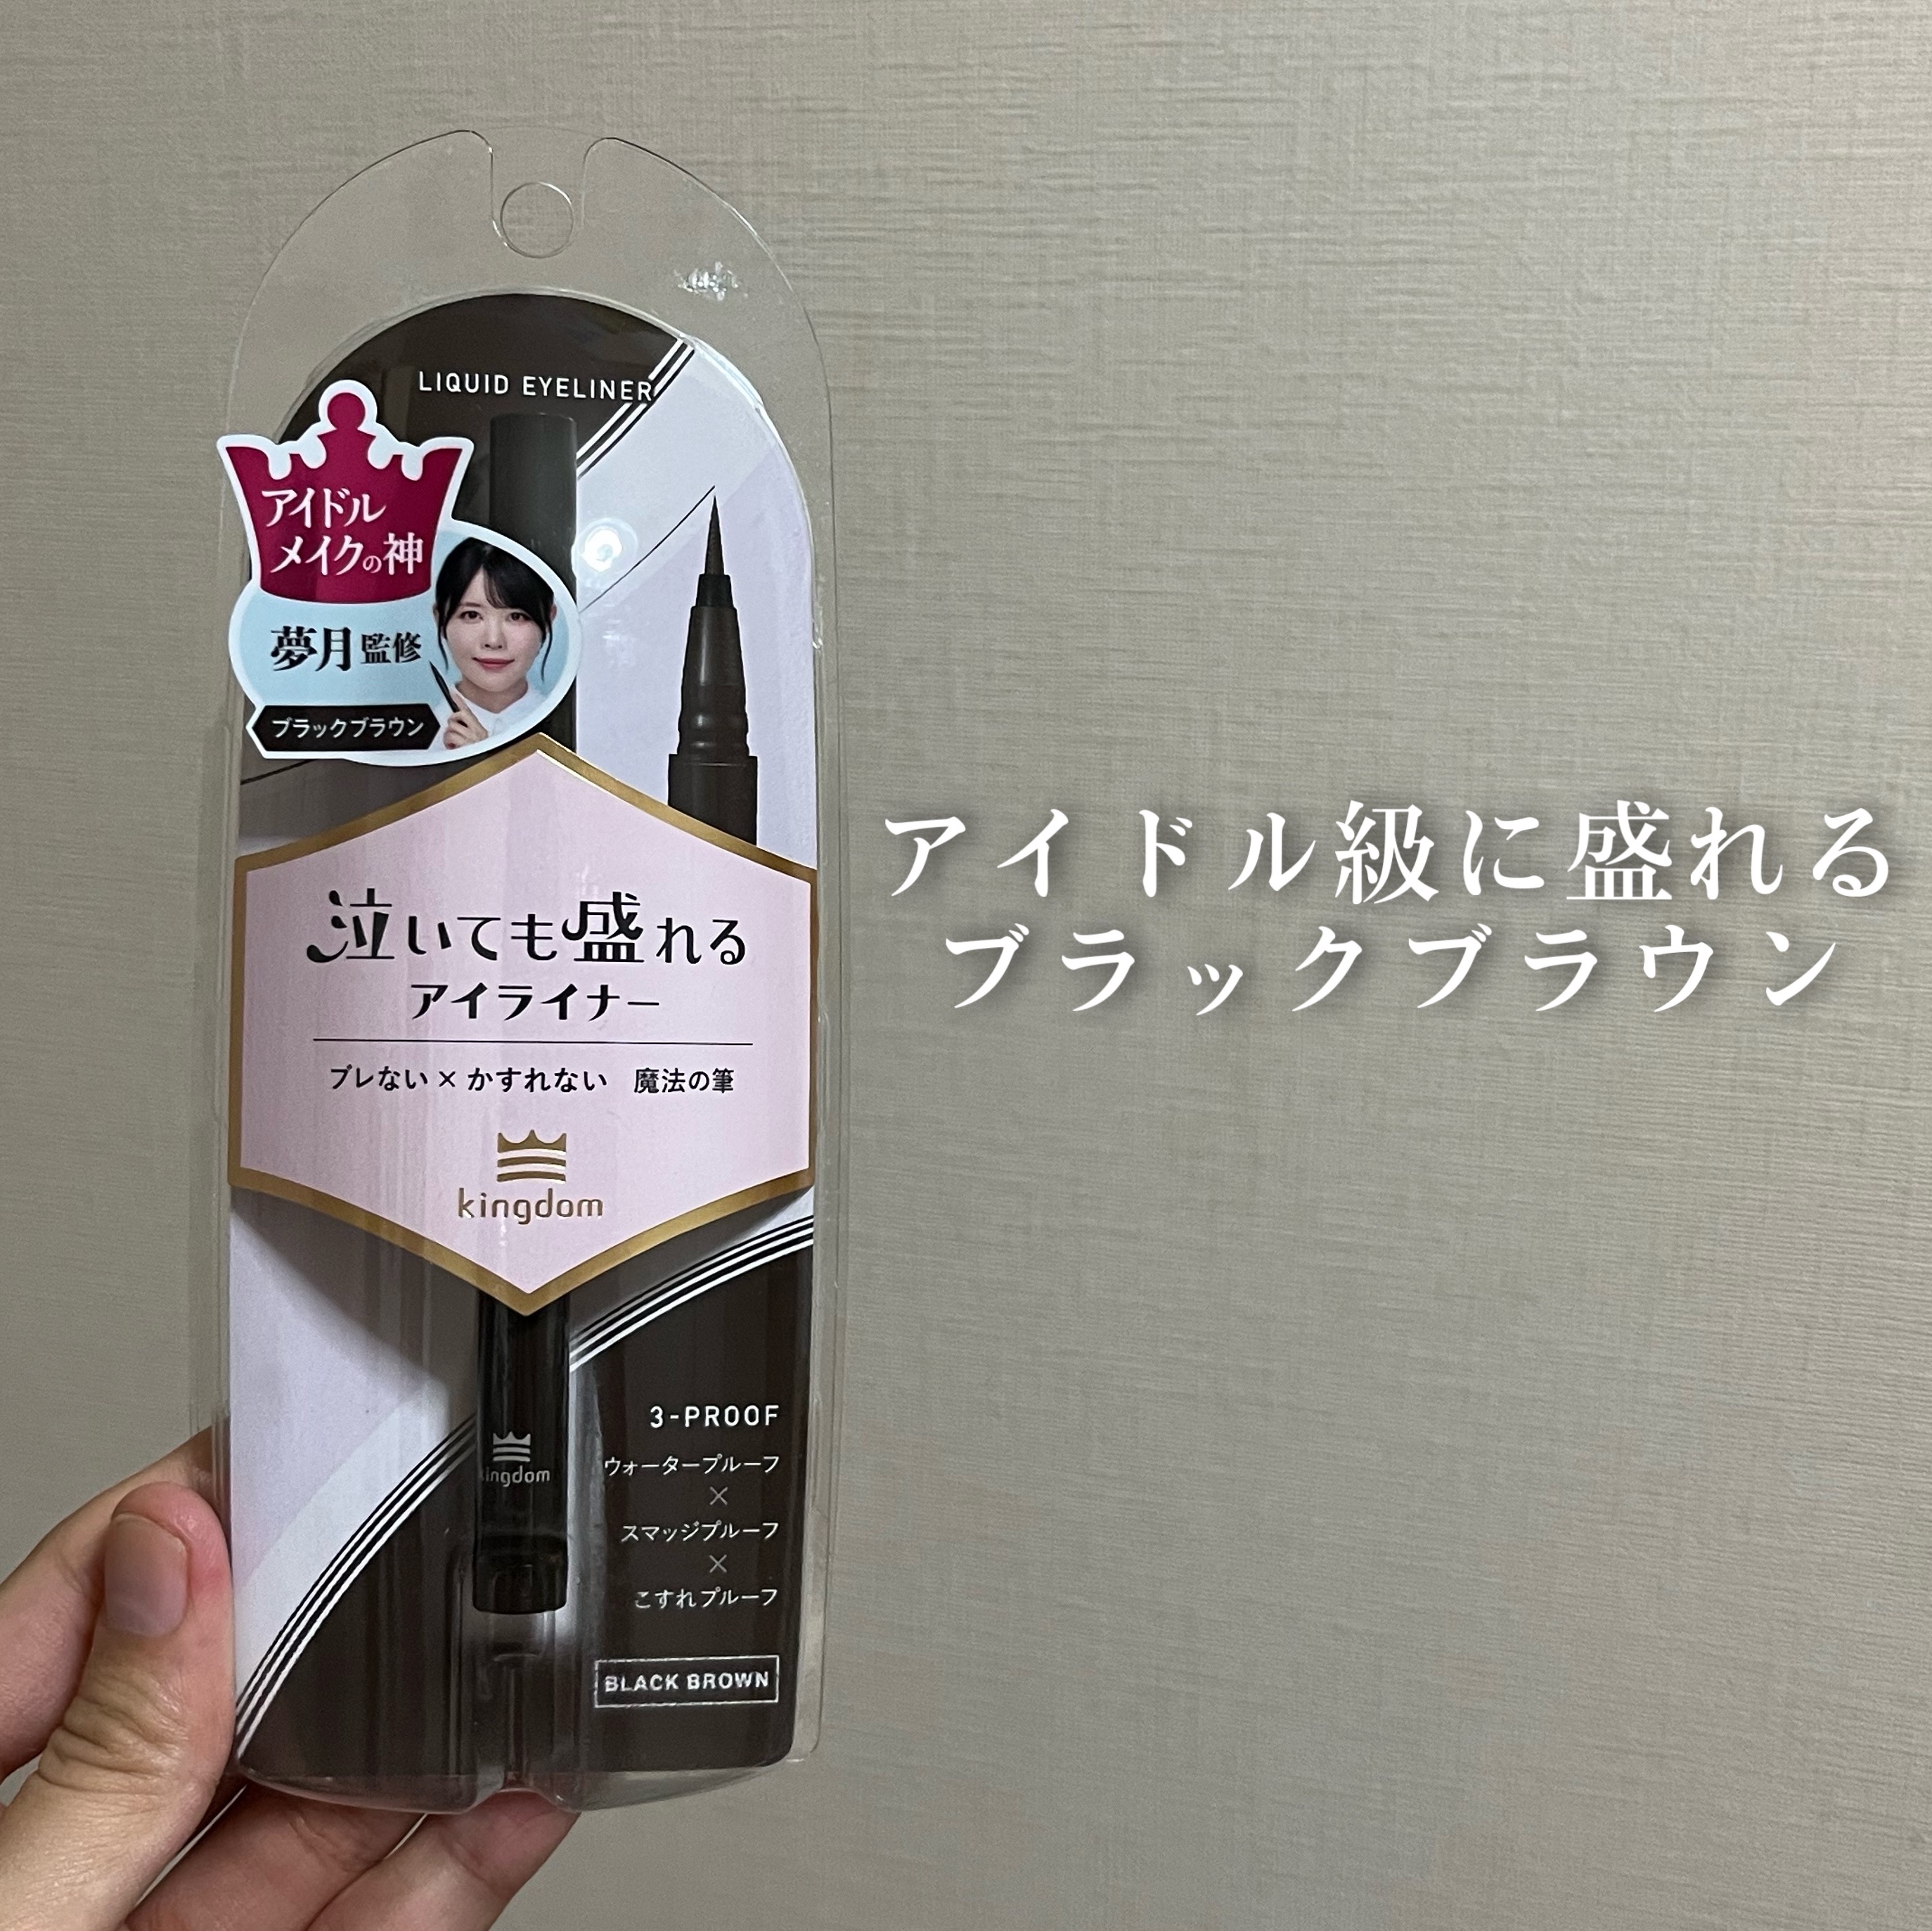 LIQUID EYELINER
アイドル
メイクの神
夢月監修
ブラックブラウン
泣いても盛れる
アイライナー
ブレない×かすれない 魔法の筆
kingdom
アイドル級に盛れる
ブラックブラウン
kingdom
3-PROOF
ウォータープルーフ
×
スマッジプルーフ
×
こすれプルーフ
BLACK BROWN